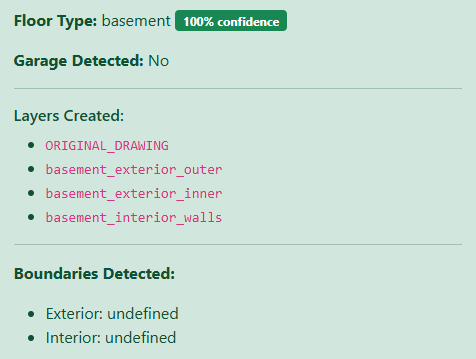 Floor Type: basement 100% confidence
Garage Detected: No
Layers Created:
ORIGINAL_DRAWING
basement_exterior_outer
basement_exterior_inner
basement_interior_walls
Boundaries Detected:
Exterior: undefined
Interior: undefined